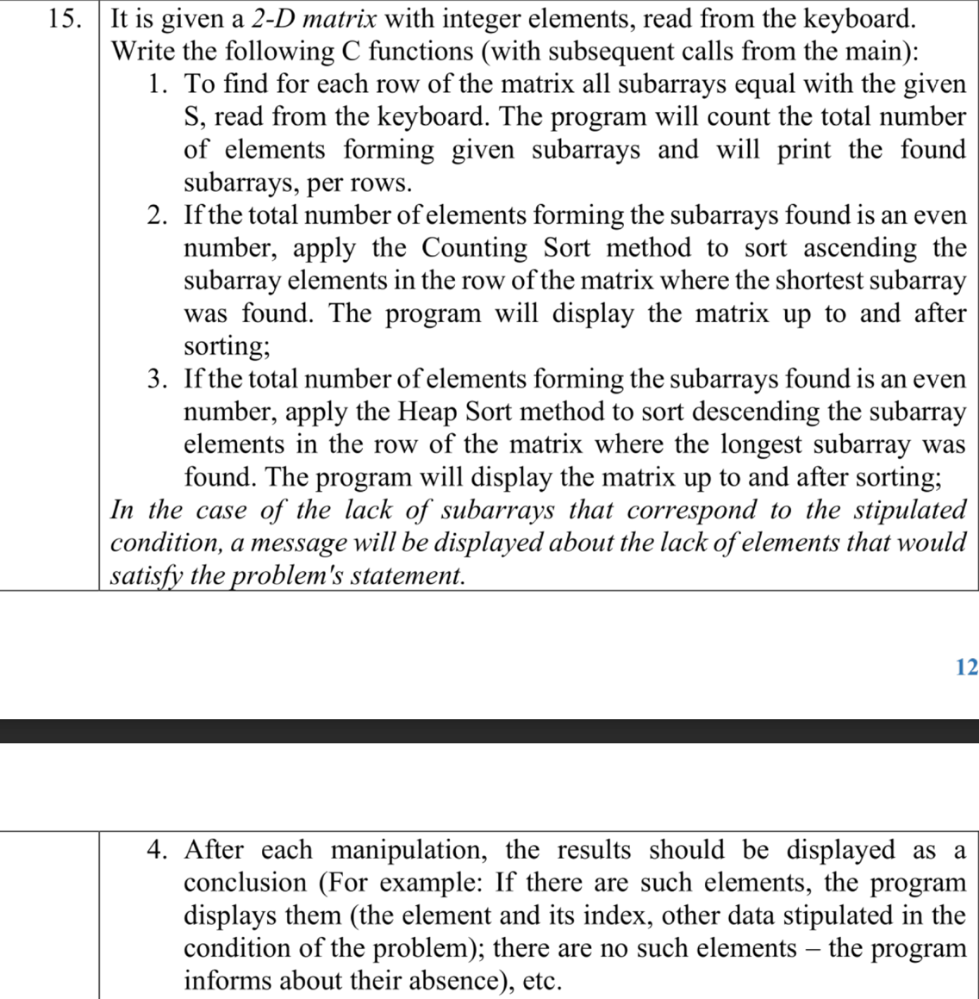 15. It is given a 2-D matrix with integer elements, read from the keyboard.
Write the following C functions (with subsequent calls from the main):
1. To find for each row of the matrix all subarrays equal with the given
S, read from the keyboard. The program will count the total number
of elements forming given subarrays and will print the found
subarrays, per rows.
2. If the total number of elements forming the subarrays found is an even
number, apply the Counting Sort method to sort ascending the
subarray elements in the row of the matrix where the shortest subarray
was found. The program will display the matrix up to and after
sorting;
3. If the total number of elements forming the subarrays found is an even
number, apply the Heap Sort method to sort descending the subarray
elements in the row of the matrix where the longest subarray was
found. The program will display the matrix up to and after sorting;
In the case of the lack of subarrays that correspond to the stipulated
condition, a message will be displayed about the lack of elements that would
satisfy the problem's statement.
12
4. After each manipulation, the results should be displayed as a
conclusion (For example: If there are such elements, the program
displays them (the element and its index, other data stipulated in the
condition of the problem); there are no such elements – the program
informs about their absence), etc.